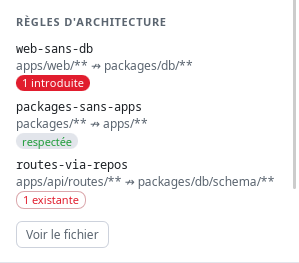 RÈGLES D'ARCHITECTURE
web-sans-db
apps/web/** ⇏ packages/db/**
1 introduite
packages-sans-apps
packages/** ⇏ apps/**
respectée
routes-via-repos
apps/api/routes/** ⇏ packages/db/schema/**
1 existante
Voir le fichier